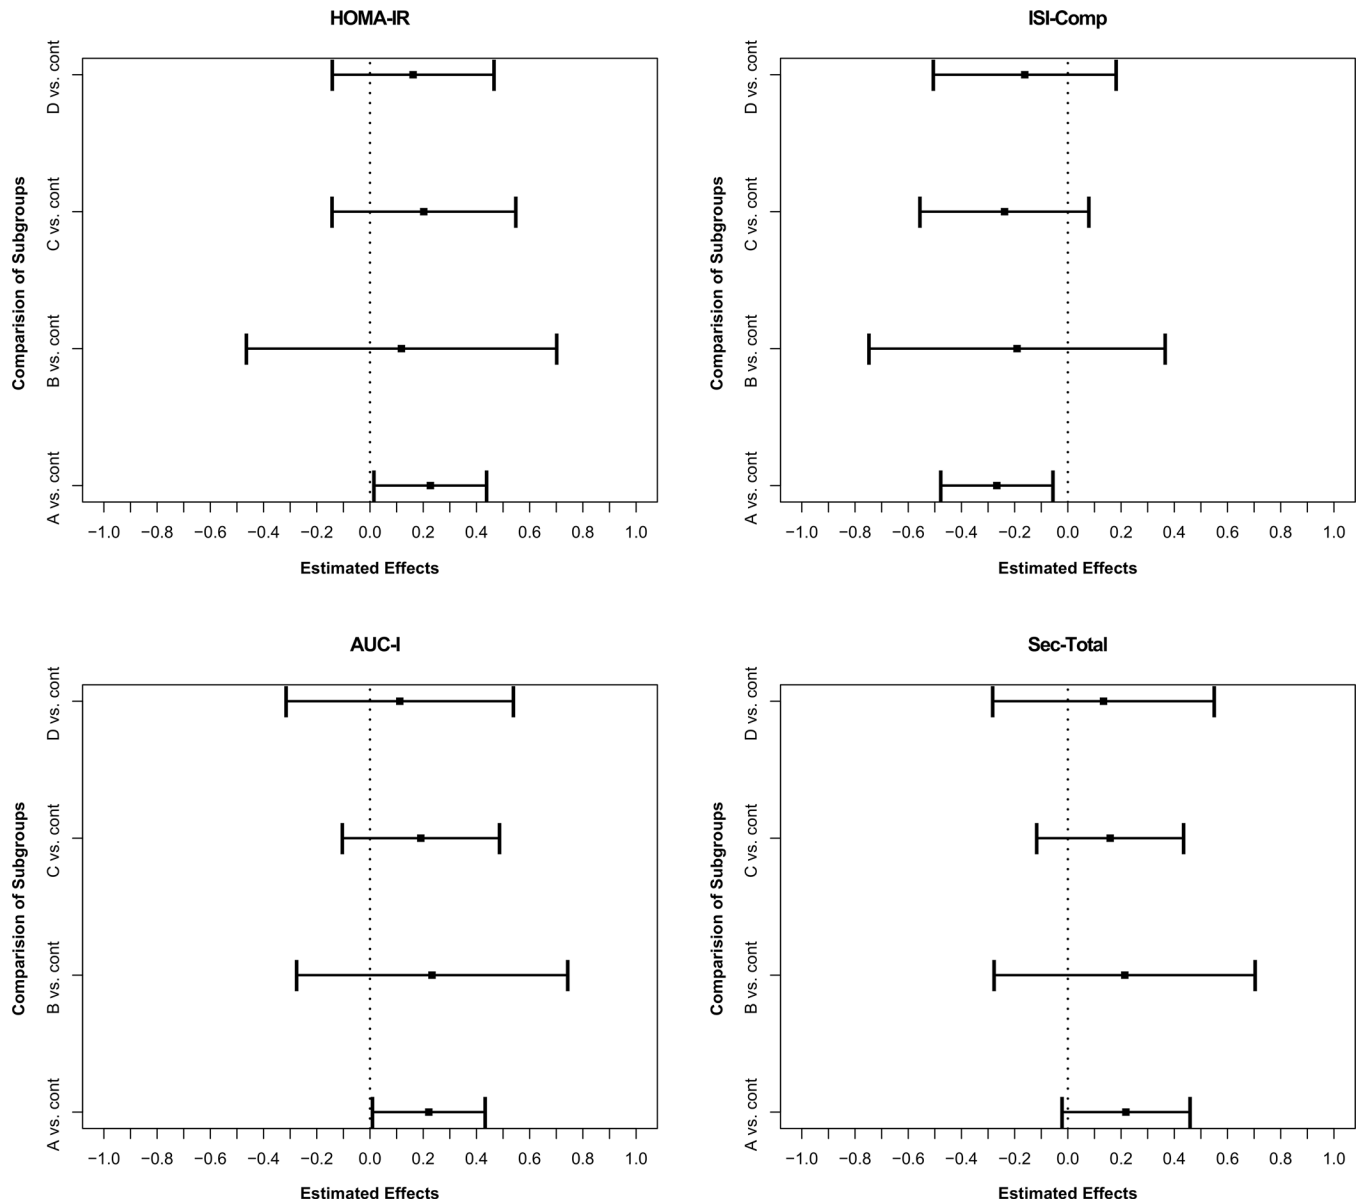 HOMA-IR
Comparision of Subgroups
D vs. cont
C vs. cont
B vs. cont
A vs. cont
−1.0 −0.8 −0.6 −0.4 −0.2 0.0 0.2 0.4 0.6 0.8 1.0
Estimated Effects
ISI-Comp
Comparision of Subgroups
D vs. cont
C vs. cont
B vs. cont
A vs. cont
−1.0 −0.8 −0.6 −0.4 −0.2 0.0 0.2 0.4 0.6 0.8 1.0
Estimated Effects
AUC-I
Comparision of Subgroups
D vs. cont
C vs. cont
B vs. cont
A vs. cont
−1.0 −0.8 −0.6 −0.4 −0.2 0.0 0.2 0.4 0.6 0.8 1.0
Estimated Effects
Sec-Total
Comparision of Subgroups
D vs. cont
C vs. cont
B vs. cont
A vs. cont
−1.0 −0.8 −0.6 −0.4 −0.2 0.0 0.2 0.4 0.6 0.8 1.0
Estimated Effects